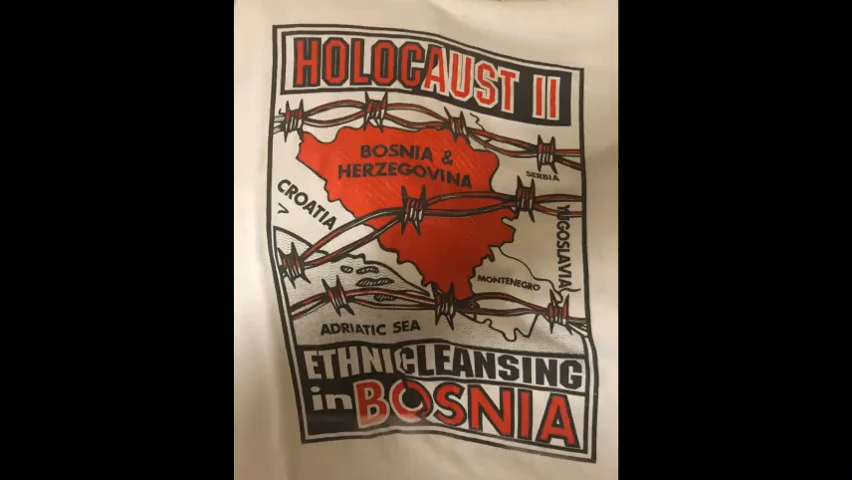 HOLOCAUST II
BOSNIA &
HERZEGOVINA
SERBIA
CROATIA
YUGOSLAVIA
MONTENEGRO
ADRIATIC SEA
ETHNICLEANSING
in BOSNIA